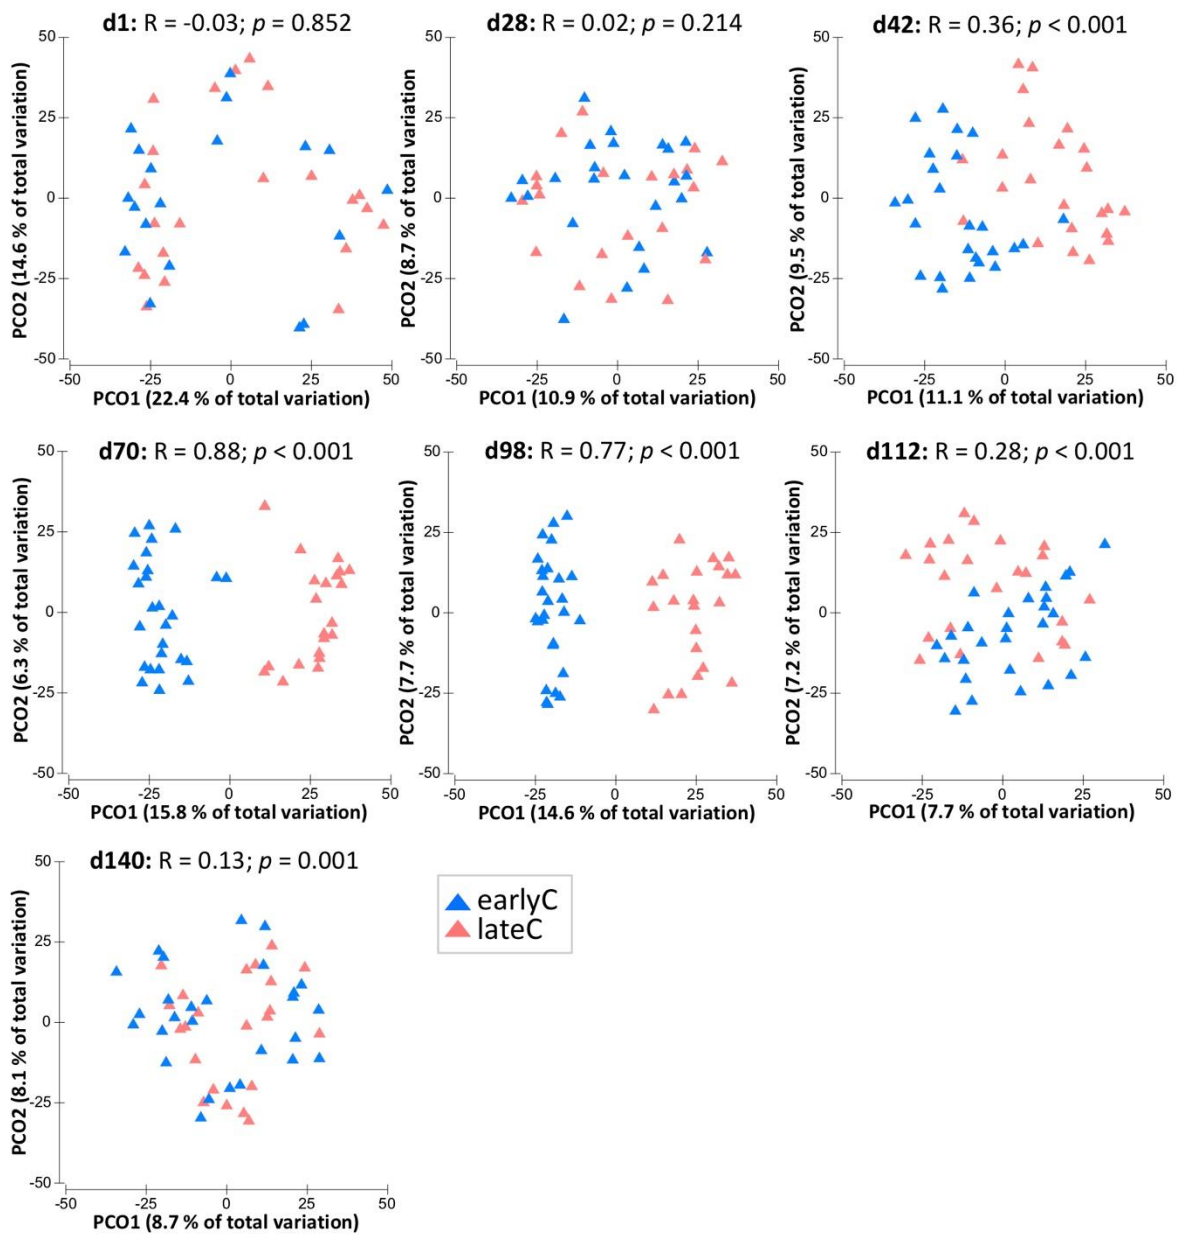 d1: R = -0.03; p = 0.852
50
25
0
-25
-50
PCO2 (14.6 % of total variation)
-50 -25 0 25 50
PCO1 (22.4 % of total variation)
d28: R = 0.02; p = 0.214
50
25
0
-25
-50
PCO2 (8.7 % of total variation
-50 -25 0 25 50
PCO1 (10.9 % of total variation)
d42: R = 0.36; p < 0.001
50
25
0
-25
-50
PCO2 (9.5 % of total variation)
-50 -25 0 25 50
PCO1 (11.1 % of total variation)
d70: R = 0.88; p < 0.001
50
25
0
-25
-50
PCO2 (6.3 % of total variation)
-50 -25 0 25 50
PCO1 (15.8 % of total variation)
d98: R = 0.77; p < 0.001
50
25
0
-25
-50
PCO2 (7.7 % of total variation)
-50 -25 0 25 50
PCO1 (14.6 % of total variation)
d112: R = 0.28; p < 0.001
50
25
0
-25
-50
PCO2 (7.2 % of total variation)
-50 -25 0 25 50
PCO1 (7.7 % of total variation)
d140: R = 0.13; p = 0.001
50
25
0
-25
-50
PCO2 (8.1 % of total variation)
-50 -25 0 25 50
PCO1 (8.7 % of total variation)
earlyC
lateC